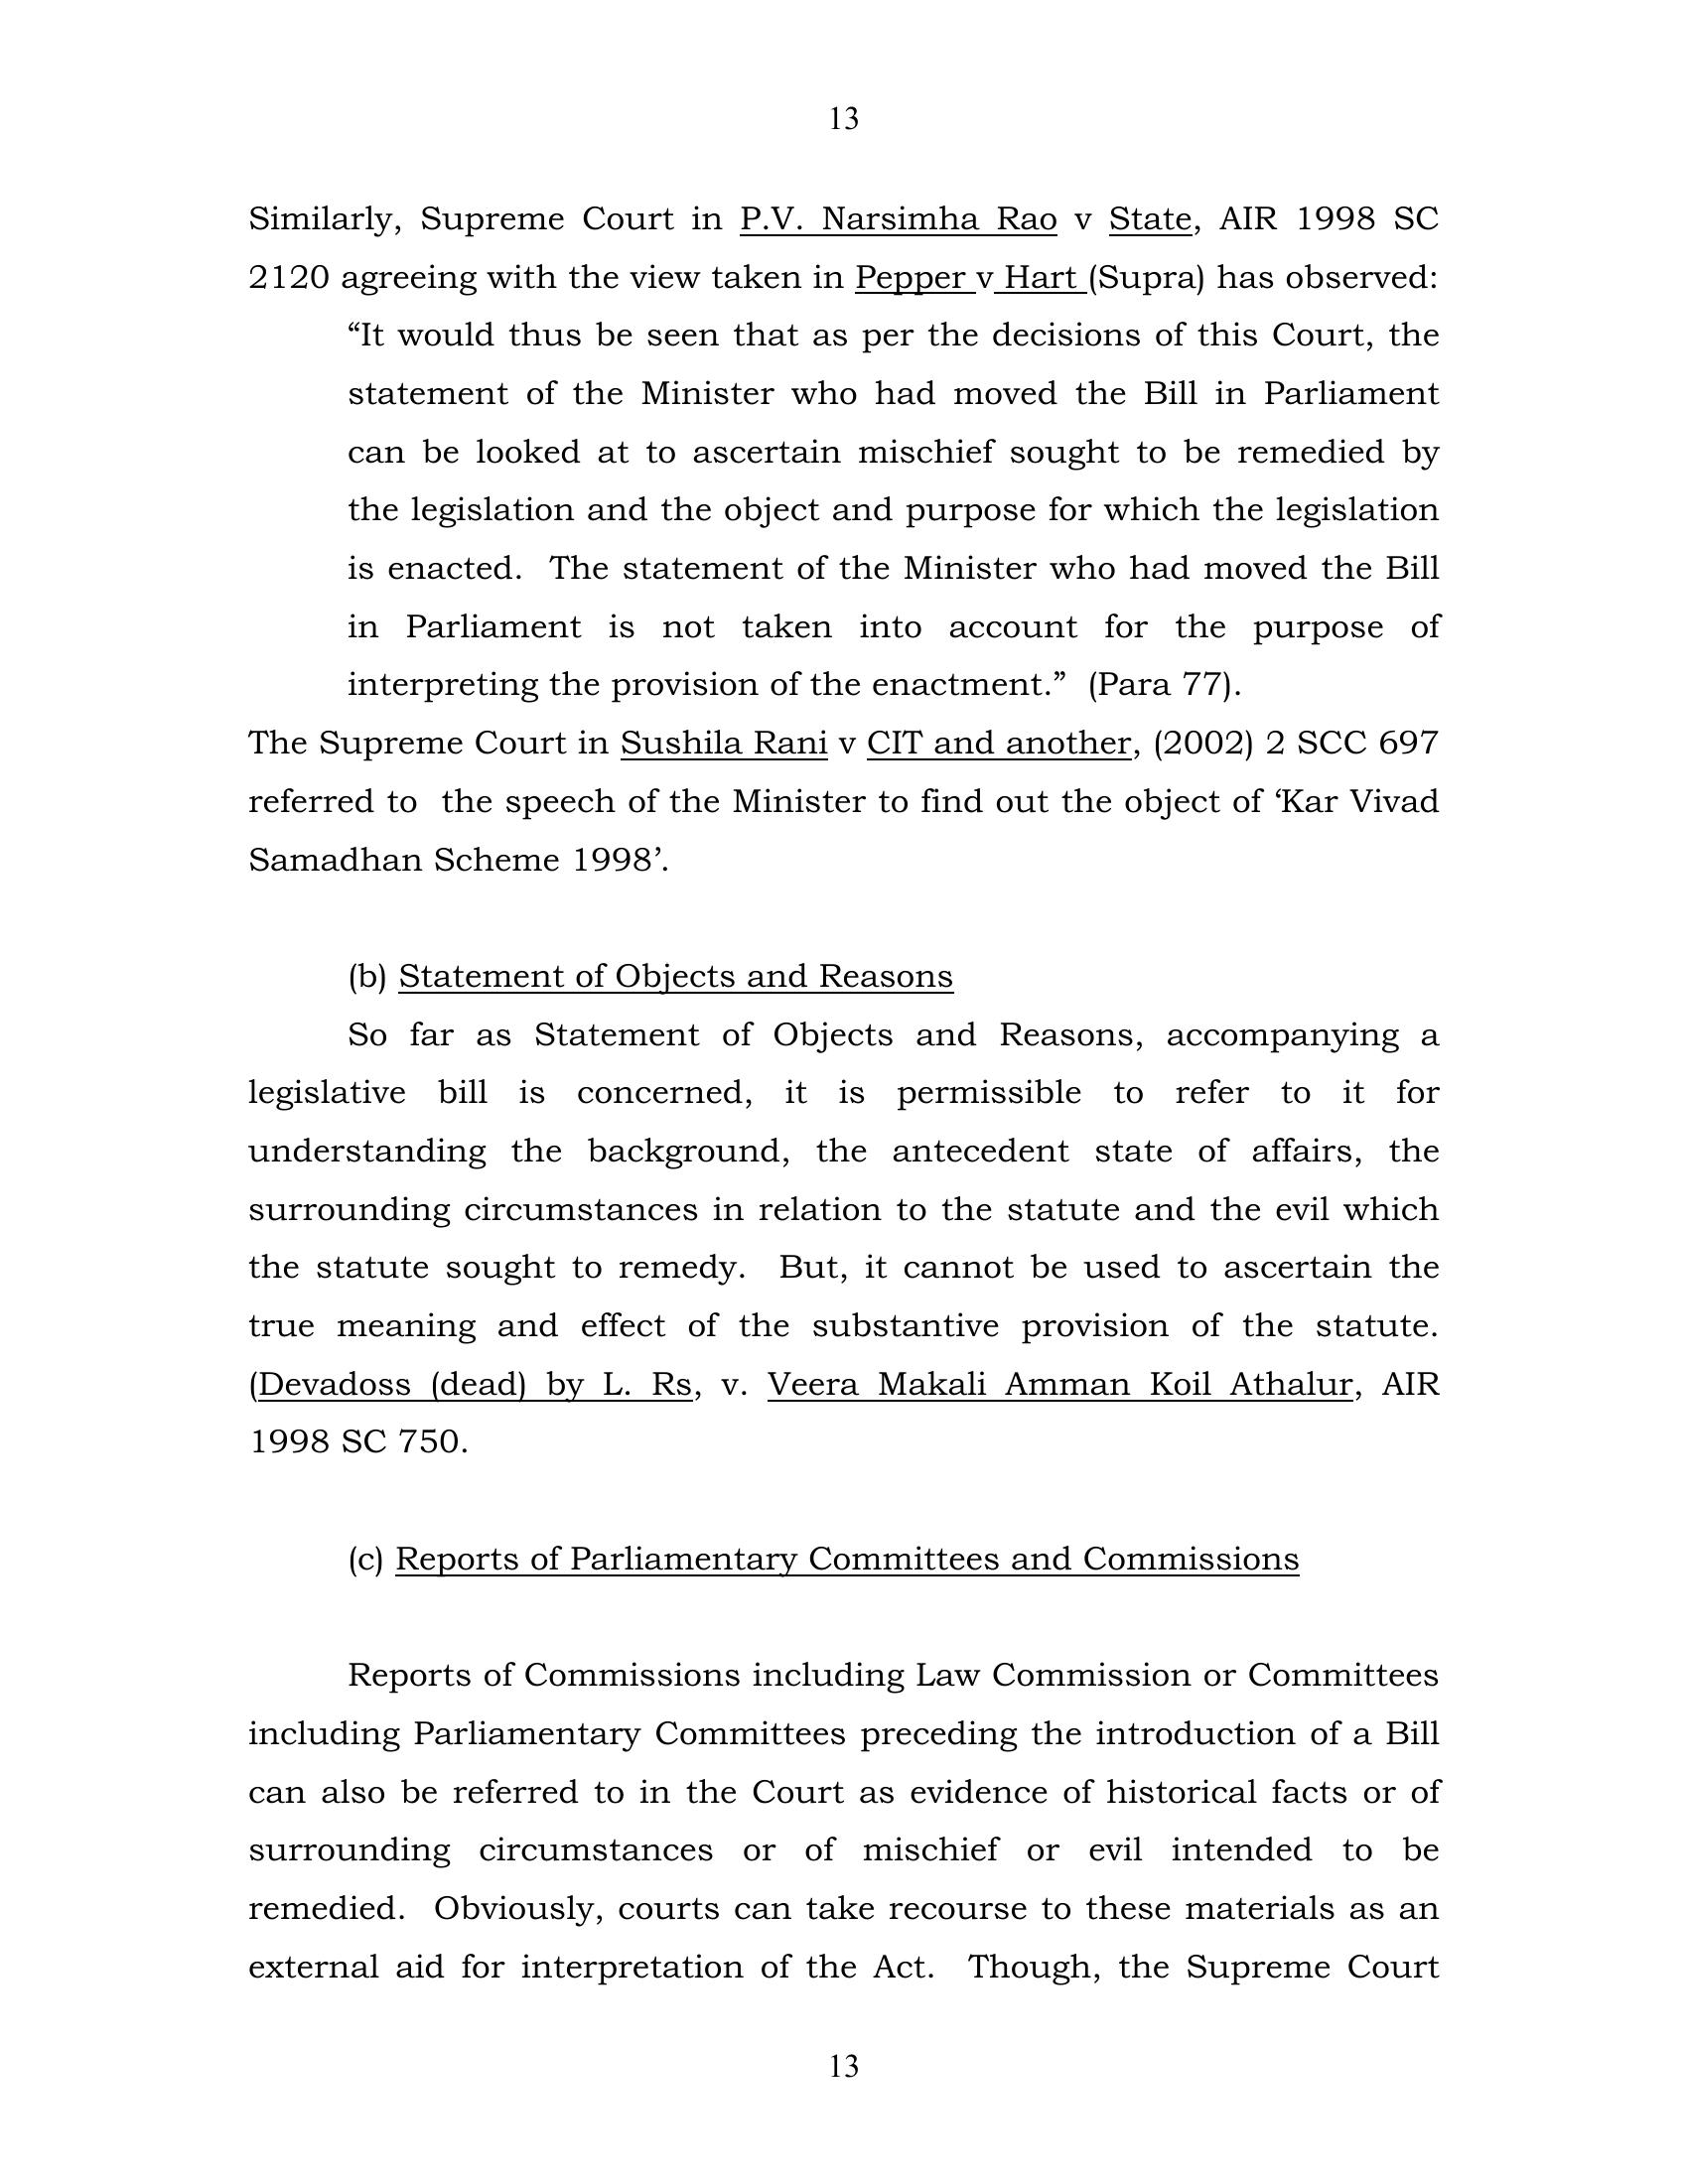 13
Similarly, Supreme Court in P.V. Narsimha Rao v State, AIR 1998 SC
2120 agreeing with the view taken in Pepper v Hart (Supra) has observed:
“It would thus be seen that as per the decisions of this Court, the
statement of the Minister who had moved the Bill in Parliament
can be looked at to ascertain mischief sought to be remedied by
the legislation and the object and purpose for which the legislation
is enacted.  The statement of the Minister who had moved the Bill
in Parliament is not taken into account for the purpose of
interpreting the provision of the enactment.”  (Para 77).
The Supreme Court in Sushila Rani v CIT and another, (2002) 2 SCC 697
referred to  the speech of the Minister to find out the object of ‘Kar Vivad
Samadhan Scheme 1998’.
(b) Statement of Objects and Reasons
So far as Statement of Objects and Reasons, accompanying a
legislative bill is concerned, it is permissible to refer to it for
understanding the background, the antecedent state of affairs, the
surrounding circumstances in relation to the statute and the evil which
the statute sought to remedy.  But, it cannot be used to ascertain the
true meaning and effect of the substantive provision of the statute.
(Devadoss (dead) by L. Rs, v. Veera Makali Amman Koil Athalur, AIR
1998 SC 750.
(c) Reports of Parliamentary Committees and Commissions
Reports of Commissions including Law Commission or Committees
including Parliamentary Committees preceding the introduction of a Bill
can also be referred to in the Court as evidence of historical facts or of
surrounding circumstances or of mischief or evil intended to be
remedied.  Obviously, courts can take recourse to these materials as an
external aid for interpretation of the Act.  Though, the Supreme Court
13